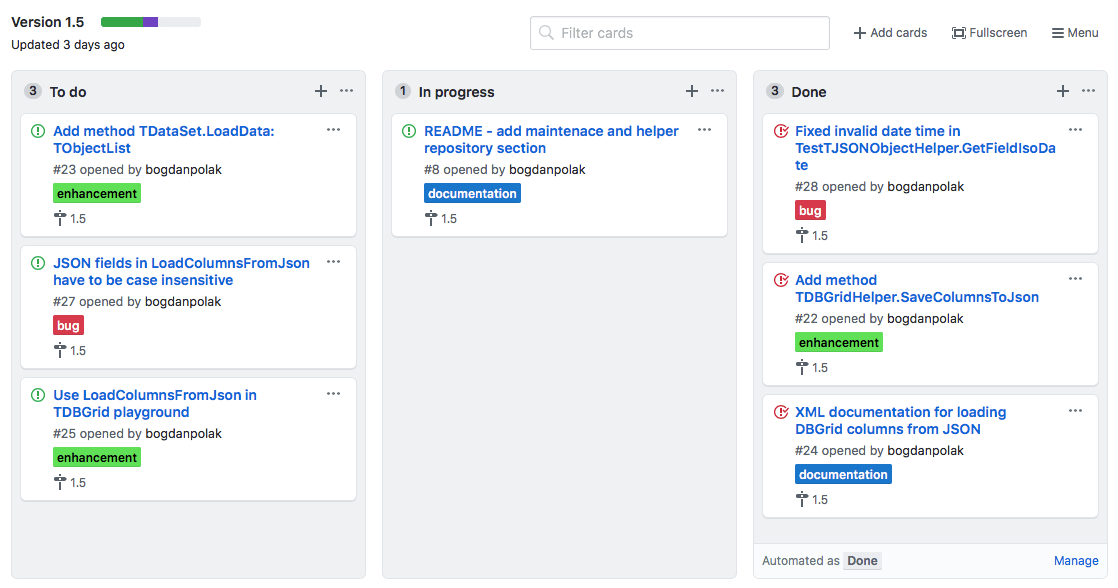 Version 1.5
Updated 3 days ago
Filter cards
Add cards
Fullscreen
Menu
3 To do
Add method TDataSet.LoadData:
TObjectList
#23 opened by bogdanpolak
enhancement
1.5
JSON fields in LoadColumnsFromJson
have to be case insensitive
#27 opened by bogdanpolak
bug
1.5
Use LoadColumnsFromJson in
TDBGrid playground
#25 opened by bogdanpolak
enhancement
1.5
1 In progress
README - add maintenace and helper
repository section
#8 opened by bogdanpolak
documentation
1.5
3 Done
Fixed invalid date time in
TestTJSONObjectHelper.GetFieldIsoDa
te
#28 opened by bogdanpolak
bug
1.5
Add method
TDBGridHelper.SaveColumnsToJson
#22 opened by bogdanpolak
enhancement
1.5
XML documentation for loading
DBGrid columns from JSON
#24 opened by bogdanpolak
documentation
1.5
Automated as Done
Manage